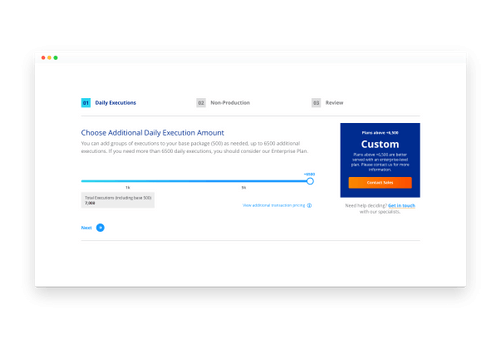 01 Daily Executions 02 Non-Production 03 Review
Choose Additional Daily Execution Amount
You can add groups of executions to your base package (500) as needed, up to 6500 additional
executions. If you need more than 6500 daily executions, you should consider our Enterprise Plan.
+6500
Total Executions (including base 500)
7,000
View additional transaction pricing
Next
Plans above +6,500
Custom
Plans above +6,500 are better
served with an enterprise-level
plan. Please contact us for more
information.
Contact Sales
Need help deciding? Get in touch
with our specialists.